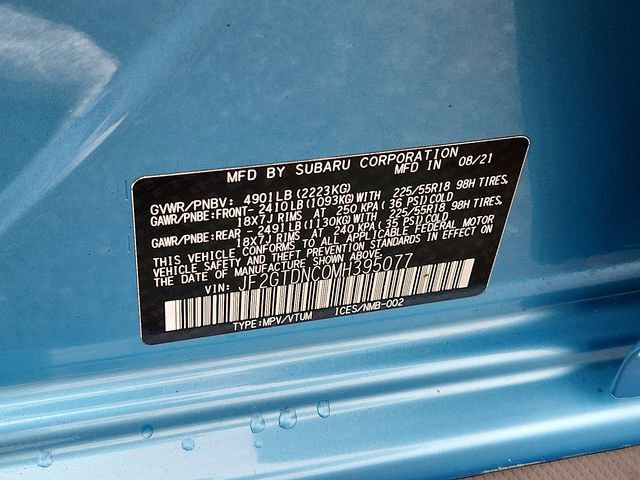 MFD BY SUBARU CORPORATION
MFD IN 08/21
GVWR/PNBV: 4901LB(2223KG)
GAWR/PNBE:FRONT-2410LB(1093KG)WITH 225/55R18 98H TIRES,
18X7J RIMS AT 250 KPA( 36 PSI)COLD
GAWR/PNBE:REAR -2491LB(1130KG)WITH 225/55R18 98H TIRES,
18X7J RIMS AT 240 KPA( 35 PSI)COLD
THIS VEHICLE CONFORMS TO ALL APPLICABLE FEDERAL MOTOR
VEHICLE SAFETY AND THEFT PREVENTION STANDARDS IN EFFECT ON
THE DATE OF MANUFACTURE SHOWN ABOVE.
VIN: JF2GTDNC0MH395077
TYPE:MPV/VTUM ICES/NMB-002